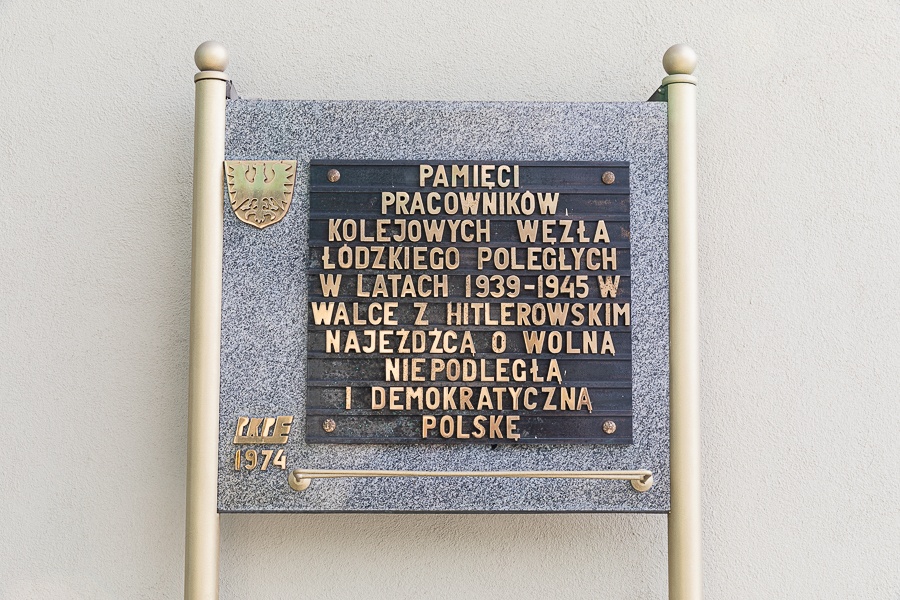 PAMIĘCI
PRACOWNIKÓW
KOLEJOWYCH WĘZŁA
ŁÓDZKIEGO POLEGŁYCH
W LATACH 1939-1945 W
WALCE Z HITLEROWSKIM
NAJEŹDŹCĄ O WOLNĄ
NIEPODLEGŁĄ
I DEMOKRATYCZNĄ
POLSKĘ
1974